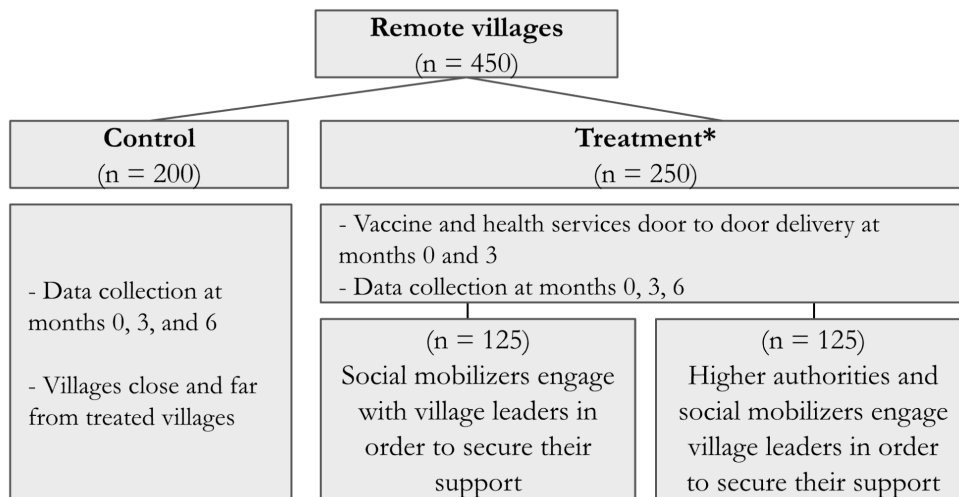 Remote villages
(n = 450)
Control
(n = 200)
Treatment*
(n = 250)
- Data collection at
months 0, 3, and 6
- Villages close and far
from treated villages
- Vaccine and health services door to door delivery at
months 0 and 3
- Data collection at months 0, 3, 6
(n = 125)
Social mobilizers engage
with village leaders in
order to secure their
support
(n = 125)
Higher authorities and
social mobilizers engage
village leaders in order
to secure their support